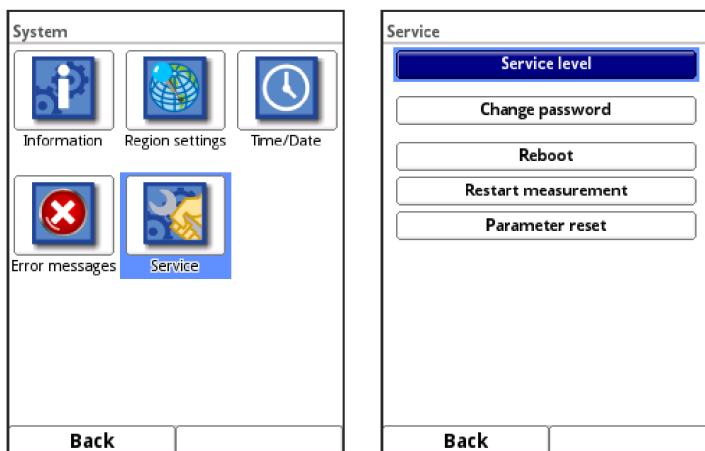 System
Information
Region settings
Time/Date
Error messages
Service
Back
Service
Service level
Change password
Reboot
Restart measurement
Parameter reset
Back